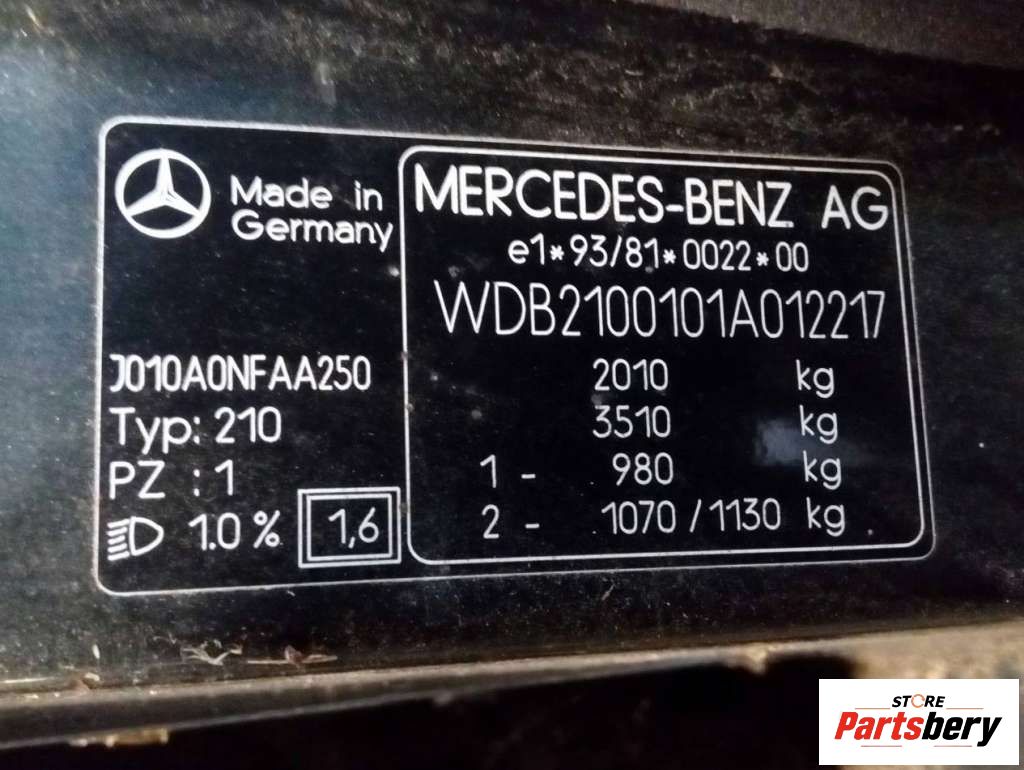 Made in
Germany
J010A0NFAA250
Typ: 210
PZ : 1
1.0 %
1,6
MERCEDES-BENZ AG
e1*93/81*0022*00
WDB2100101A012217
2010 kg
3510 kg
1 - 980 kg
2 - 1070 / 1130 kg
STORE
Partsbery